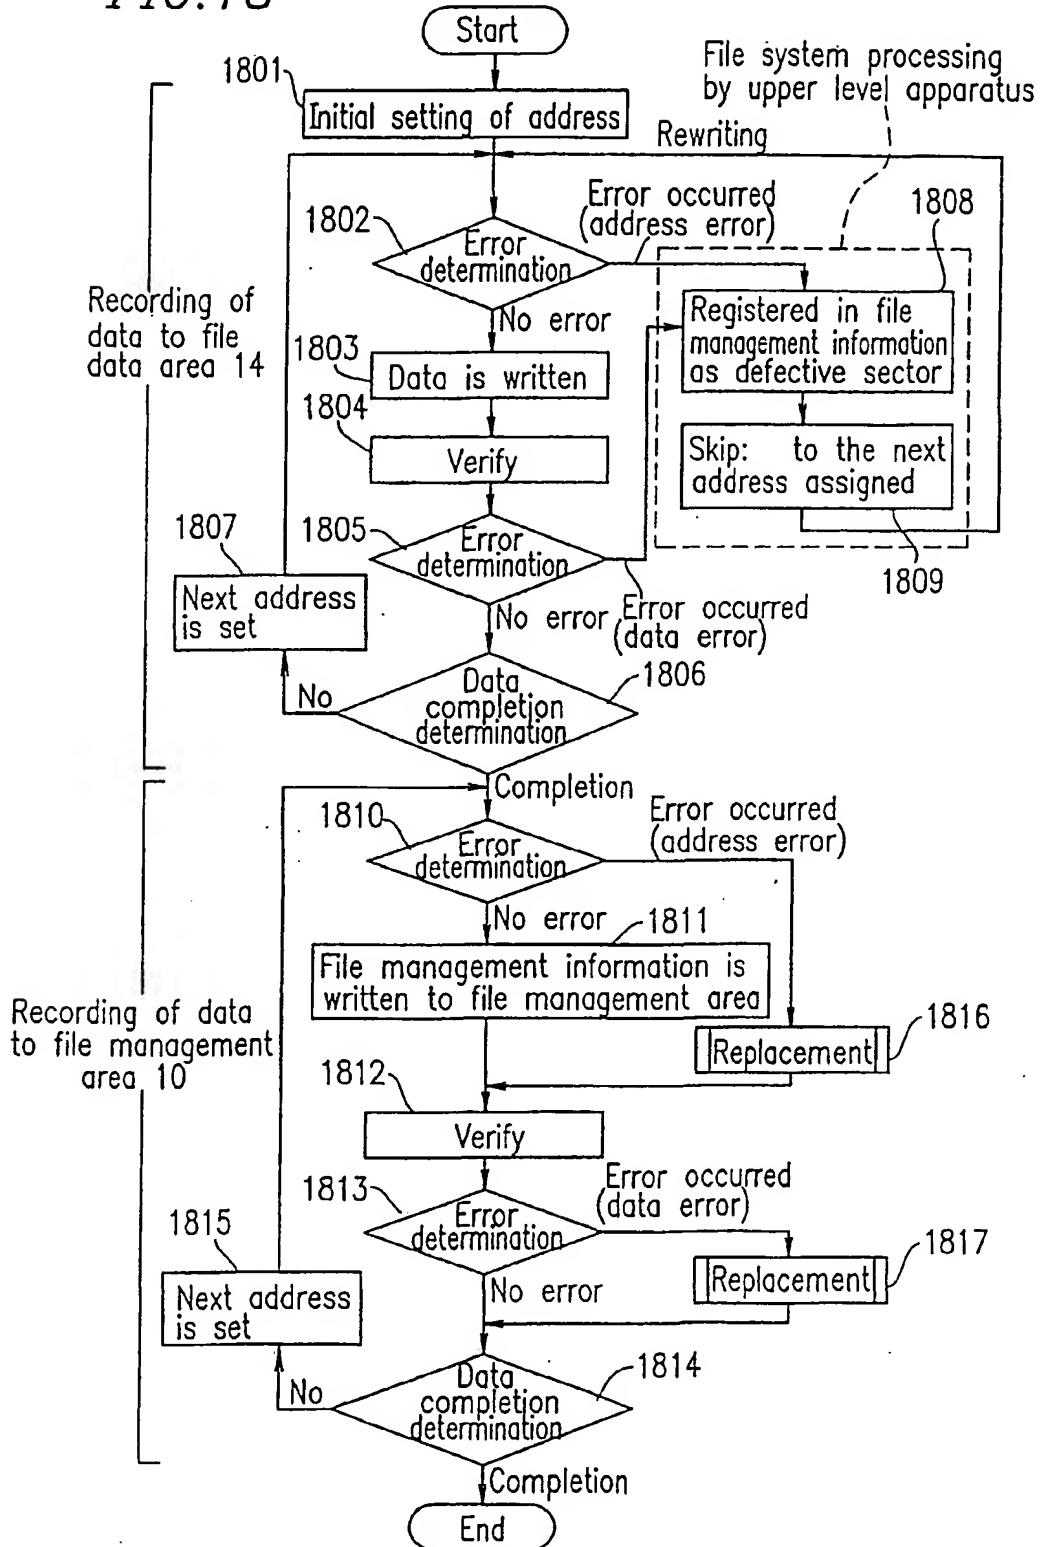 Start
1801
Initial setting of address
File system processing
by upper level apparatus
Rewriting
1802
Error
determination
Error occurred
(address error)
1808
Recording of
data to file
data area 14
No error
1803
Data is written
Registered in file
management information
as defective sector
1804
Verify
Skip: to the next
address assigned
1805
Error
determination
1809
1807
Next address
is set
No error
Error occurred
(data error)
1806
Data
completion
determination
No
Completion
1810
Error
determination
Error occurred
(address error)
No error
1811
File management information is
written to file management area
Recording of data
to file management
area 10
1816
Replacement
1812
Verify
1813
Error
determination
Error occurred
(data error)
1815
Next address
is set
1817
Replacement
No error
1814
Data
completion
determination
No
Completion
End